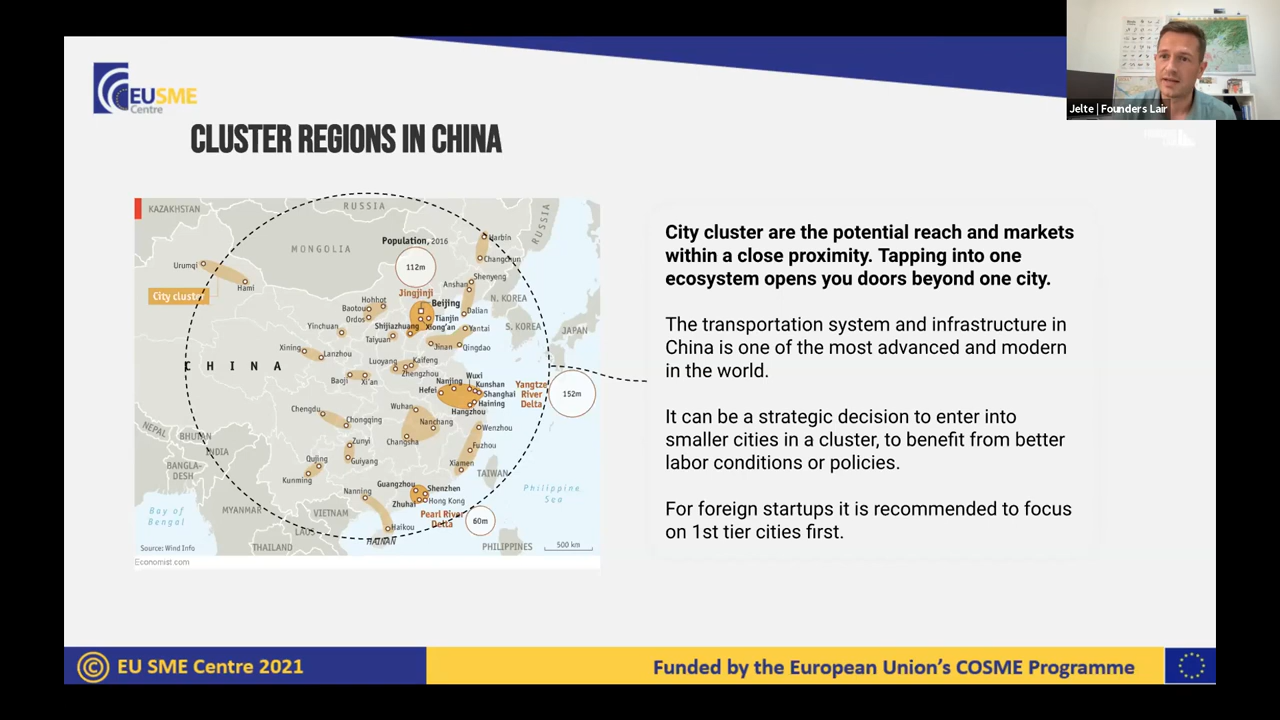 EUSME
Centre
Jelte | Founders Lair
CLUSTER REGIONS IN CHINA
KAZAKHSTAN
RUSSIA
RUSSIA
MONGOLIA
Population, 2016
112m
Harbin
Changchun
Urumqi
Hami
City cluster
Shenyeng
Anshan
Jingjinji
Hohhot
Beijing
Baotou
Ordos
Dalian
N. KOREA
Tianjin
Yinchuan
Shijiazhuang
Xiong'an
Yantai
S. KOREA
JAPAN
Taiyuan
Jinan
Qingdao
Xining
Lanzhou
CHINA
Luoyang
Kaifeng
Zhengzhou
Baoji
Xi'an
Wuxi
Nanjing
Kunshan
Hefei
Shanghai
Haining
Hangzhou
Yangtze
River
Delta
152m
Chengdu
Chongqing
Wuhan
Nanchang
Changsha
Wenzhou
NEPAL
BHUTAN
INDIA
Zunyi
Fuzhou
BANGLA-
DESH
Qujing
Guiyang
Xiamen
TAIWAN
Kunming
Nanning
Guangzhou
Shenzhen
Hong Kong
Zhuhai
Philippine
Sea
Bay of
Bengal
MYANMAR
VIETNAM
Pearl River
Delta
60m
LAOS
Haikou
HAINAN
Source: Wind Info
THAILAND
PHILIPPINES
500 km
Economist.com
City cluster are the potential reach and markets
within a close proximity. Tapping into one
ecosystem opens you doors beyond one city.
The transportation system and infrastructure in
China is one of the most advanced and modern
in the world.
It can be a strategic decision to enter into
smaller cities in a cluster, to benefit from better
labor conditions or policies.
For foreign startups it is recommended to focus
on 1st tier cities first.
© EU SME Centre 2021
Funded by the European Union's COSME Programme